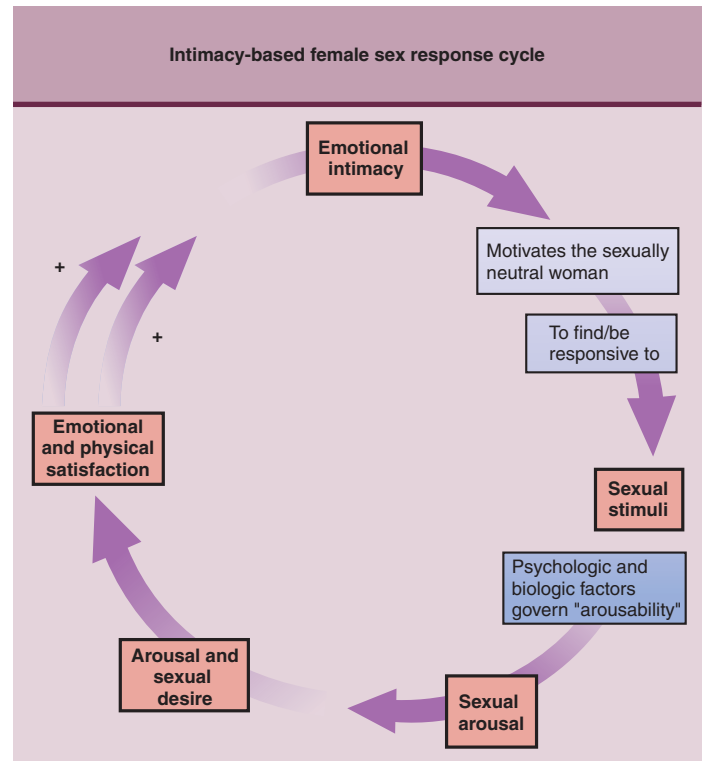 Intimacy-based female sex response cycle
Emotional
intimacy
Motivates the sexually
neutral woman
To find/be
responsive to
Sexual
stimuli
Psychologic and
biologic factors
govern "arousability"
Sexual
arousal
Arousal and
sexual
desire
Emotional
and physical
satisfaction
+
+